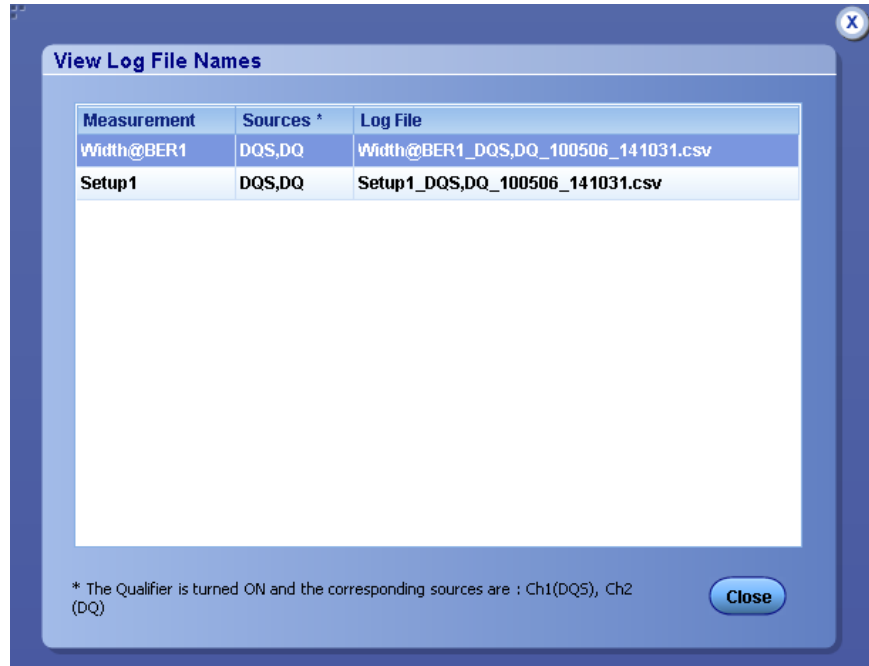 X
View Log File Names
Measurement Sources * Log File
Width@BER1 DQS,DQ Width@BER1_DQS,DQ_100506_141031.csv
Setup1 DQS,DQ Setup1_DQS,DQ_100506_141031.csv
* The Qualifier is turned ON and the corresponding sources are : Ch1(DQS), Ch2
(DQ)
Close